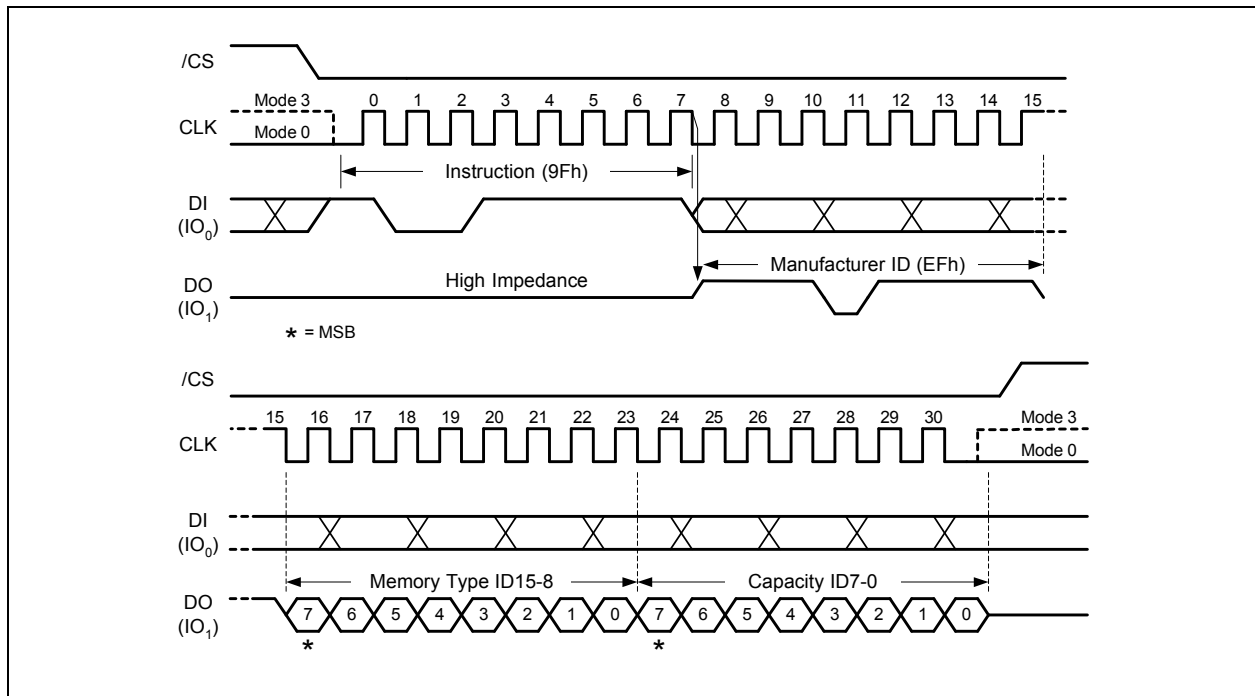 /CS
Mode 3 0 1 2 3 4 5 6 7 8 9 10 11 12 13 14 15
CLK
Mode 0
Instruction (9Fh)
DI
(IO0)
Manufacturer ID (EFh)
High Impedance
DO
(IO1)
* = MSB
/CS
15 16 17 18 19 20 21 22 23 24 25 26 27 28 29 30
Mode 3
CLK
Mode 0
DI
(IO0)
Memory Type ID15-8 Capacity ID7-0
DO
(IO1)
7 6 5 4 3 2 1 0 7 6 5 4 3 2 1 0
* *